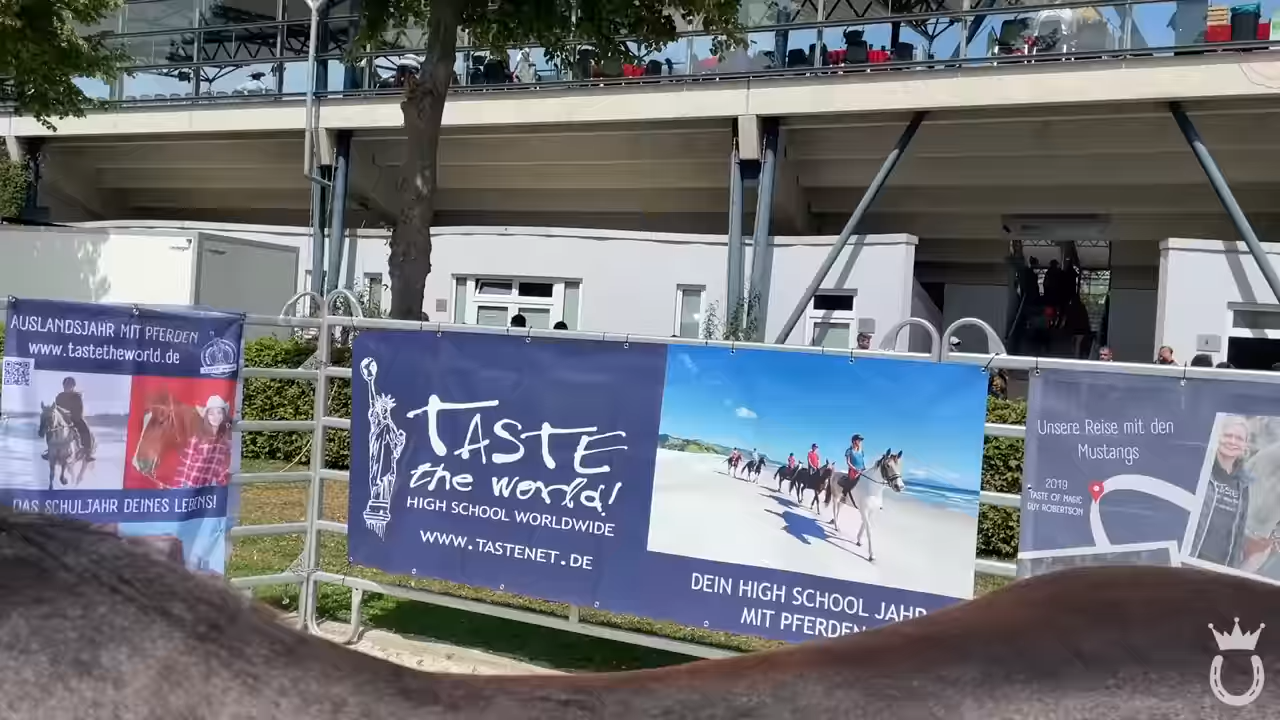 AUSLANDSJAHR MIT PFERDEN
www.tastetheworld.de
DAS SCHULJAHR DEINES LEBENS!
TASTE
the world!
HIGH SCHOOL WORLDWIDE
WWW.TASTENET.DE
DEIN HIGH SCHOOL JAHR
MIT PFERDEN
Unsere Reise mit den
Mustangs
2019
TASTE OF MAGIC
GUY ROBERTSON